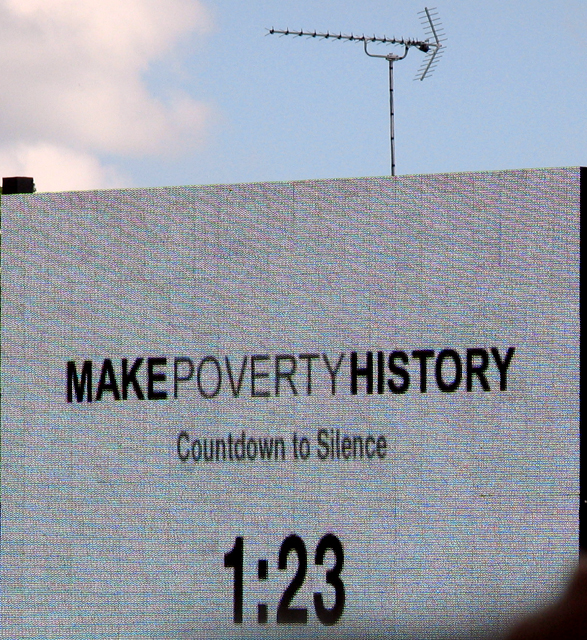 MAKEPOVERTYHISTORY
Countdown to Silence
1:23